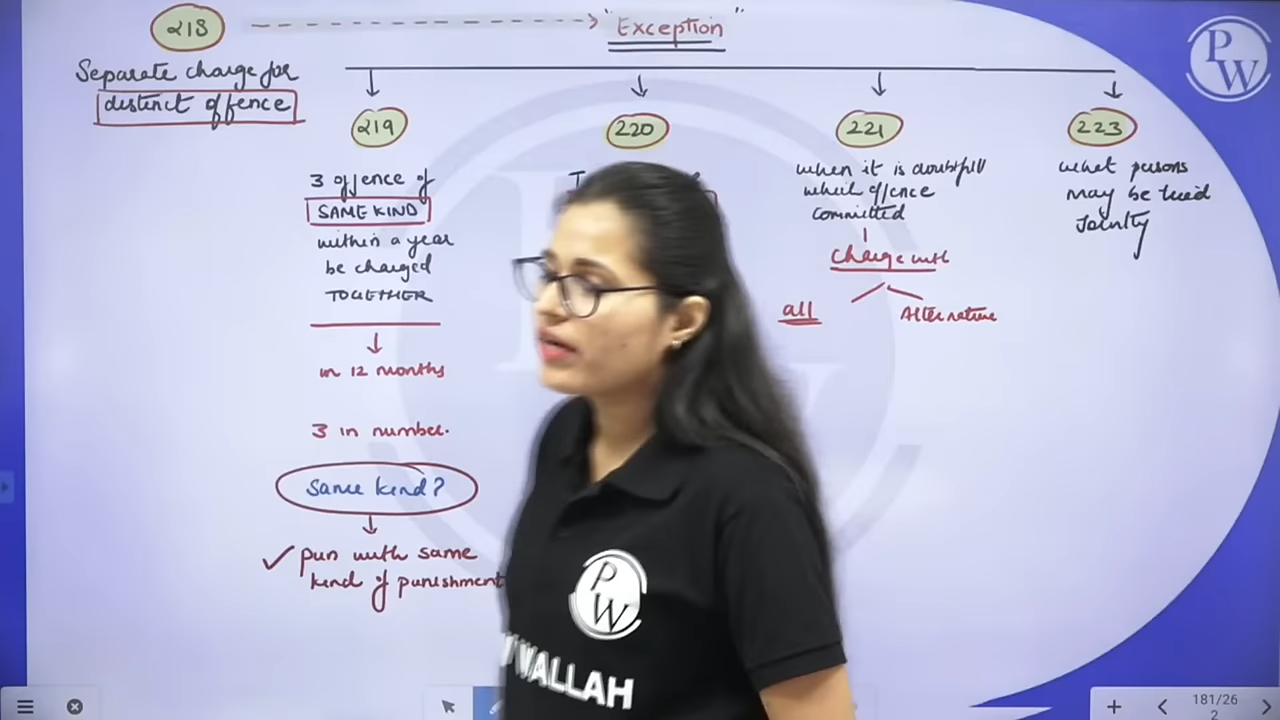 218
"Exception"
Separate charge for
distinct offence
219
3 offence of
SAME KIND
within a year
be charged
TOGETHER
in 12 months
3 in number.
Same kind?
✓ pun with same
kind of punishment
220
221
when it is doubtful
which offence
committed
charge with
all
Alternative
223
what persons
may be tried
Jointly
PW
PW
WALLAH
181/26
2